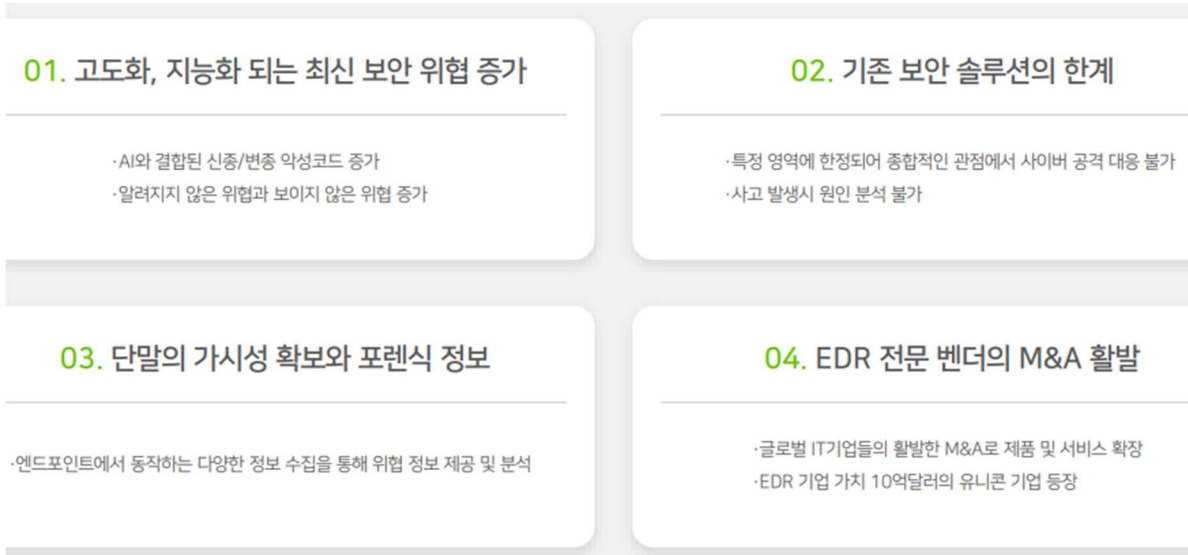 01. 고도화, 지능화 되는 최신 보안 위협 증가
·AI와 결합된 신종/변종 악성코드 증가
·알려지지 않은 위협과 보이지 않은 위협 증가
02. 기존 보안 솔루션의 한계
·특정 영역에 한정되어 종합적인 관점에서 사이버 공격 대응 불가
·사고 발생시 원인 분석 불가
03. 단말의 가시성 확보와 포렌식 정보
·엔드포인트에서 동작하는 다양한 정보 수집을 통해 위협 정보 제공 및 분석
04. EDR 전문 벤더의 M&A 활발
·글로벌 IT기업들의 활발한 M&A로 제품 및 서비스 확장
·EDR 기업 가치 10억달러의 유니콘 기업 등장